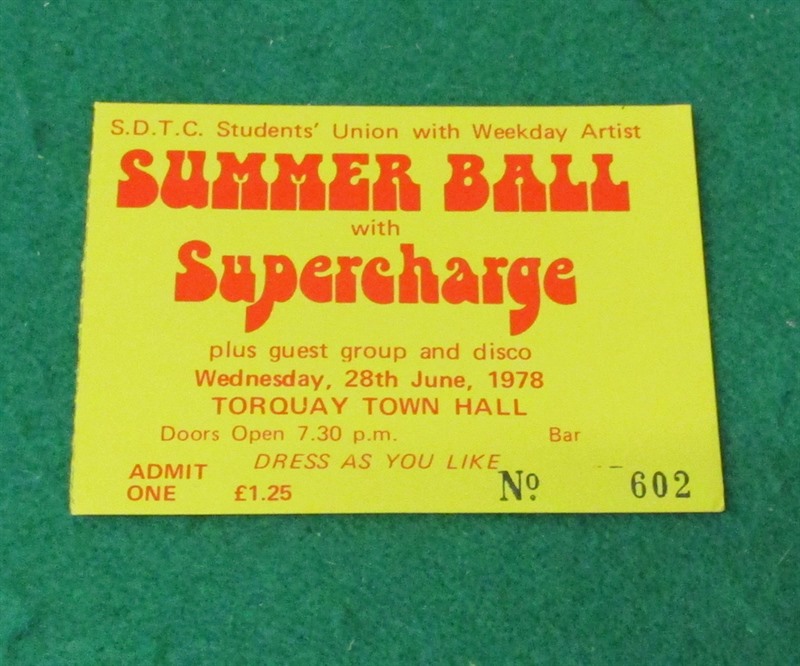 S.D.T.C. Students' Union with Weekday Artist
SUMMER BALL
with
Supercharge
plus guest group and disco
Wednesday, 28th June, 1978
TORQUAY TOWN HALL
Doors Open 7.30 p.m. Bar
DRESS AS YOU LIKE
ADMIT
ONE £1.25 Nº. 602